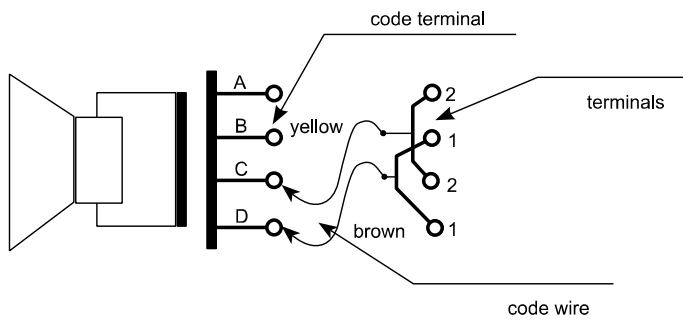 code terminal
A
2
yellow
terminals
B
1
C
2
D
1
brown
code wire